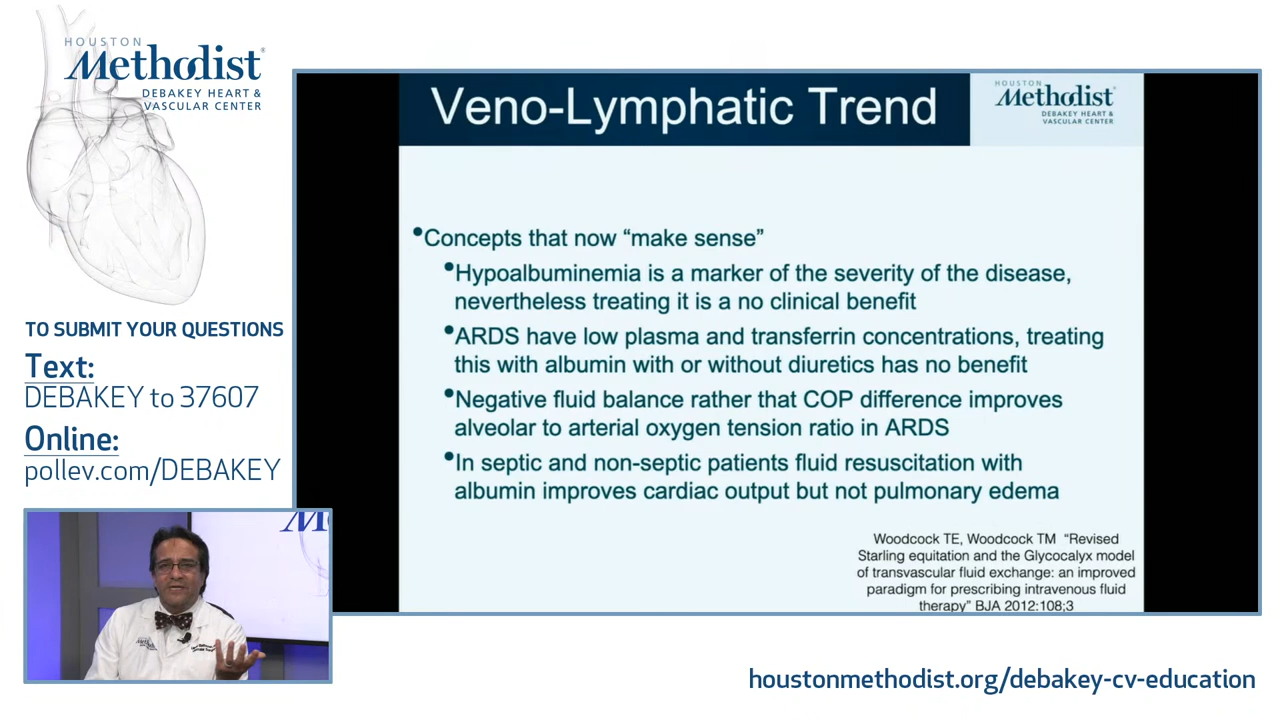 HOUSTON
Methodist
DEBAKEY HEART &
VASCULAR CENTER
TO SUBMIT YOUR QUESTIONS
Text:
DEBAKEY to 37607
Online:
pollev.com/DEBAKEY
Veno-Lymphatic Trend
HOUSTON
Methodist
DEBAKEY HEART &
VASCULAR CENTER
•Concepts that now “make sense”
•Hypoalbuminemia is a marker of the severity of the disease,
nevertheless treating it is a no clinical benefit
•ARDS have low plasma and transferrin concentrations, treating
this with albumin with or without diuretics has no benefit
•Negative fluid balance rather that COP difference improves
alveolar to arterial oxygen tension ratio in ARDS
•In septic and non-septic patients fluid resuscitation with
albumin improves cardiac output but not pulmonary edema
Woodcock TE, Woodcock TM “Revised
Starling equitation and the Glycocalyx model
of transvascular fluid exchange: an improved
paradigm for prescribing intravenous fluid
therapy” BJA 2012:108;3
houstonmethodist.org/debakey-cv-education